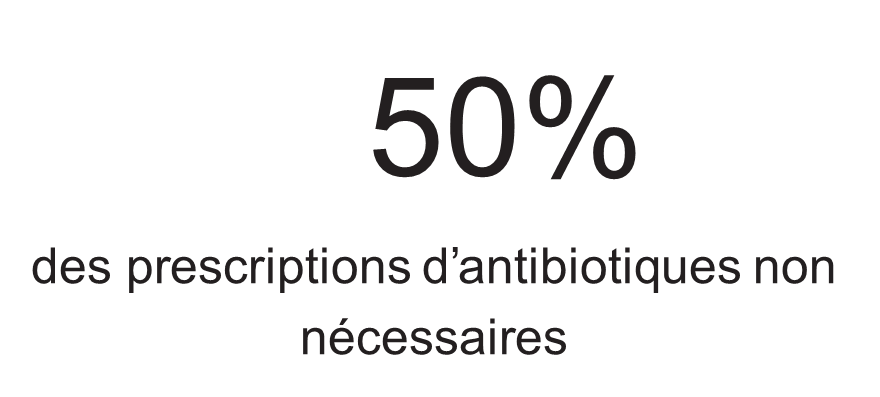 50%
des prescriptions d’antibiotiques non
nécessaires